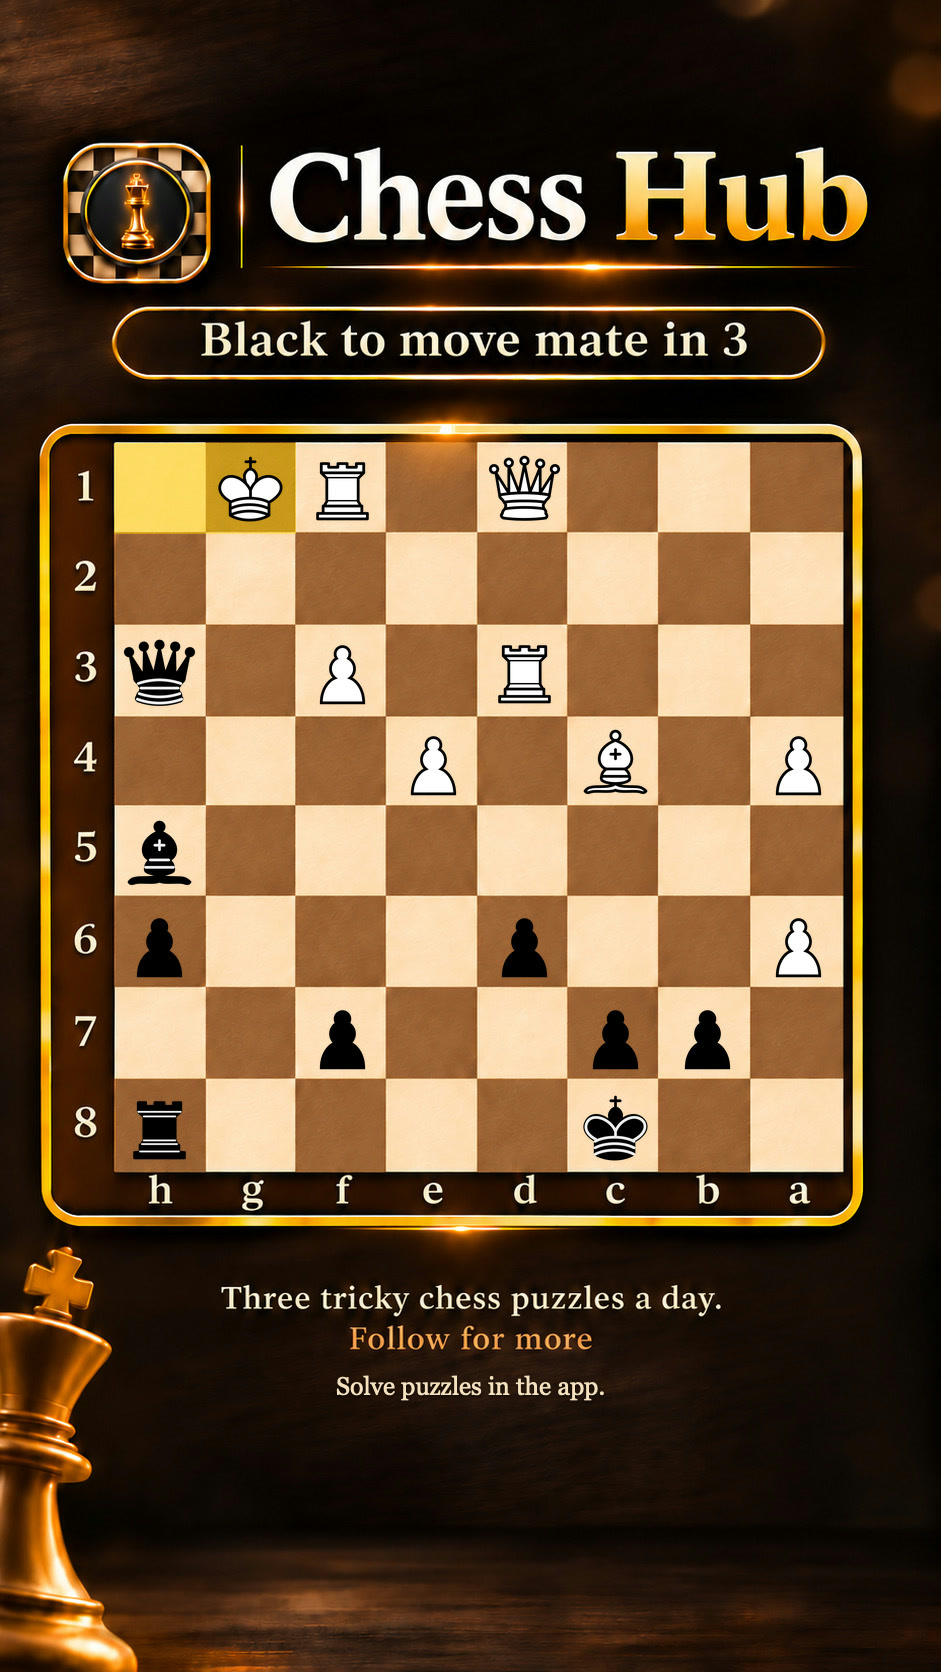 Chess Hub
Black to move mate in 3
1
2
3
4
5
6
7
8
h g f e d c b a
Three tricky chess puzzles a day.
Follow for more
Solve puzzles in the app.